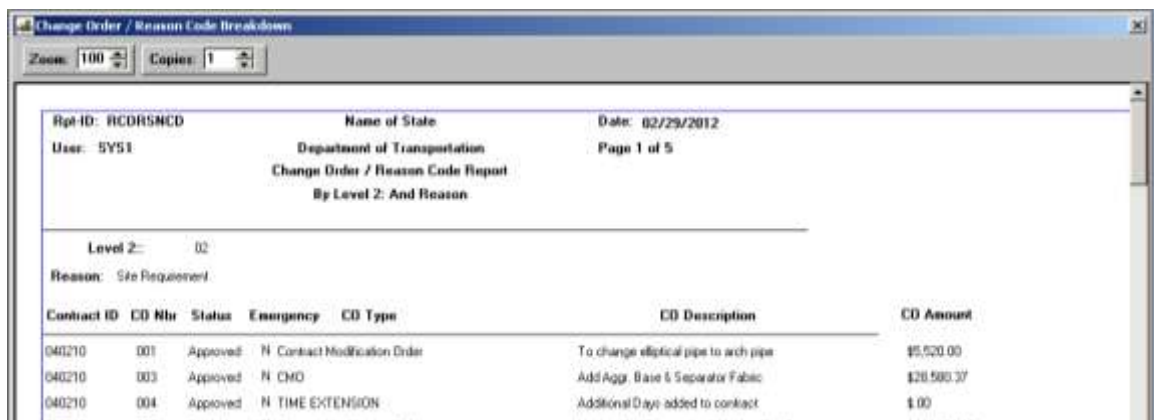 Change Order / Reason Code Breakdown
Zoom: 100 Copies: 1
Rpt-ID: RCDRSNCD Name of State Date: 02/29/2012
User: SYS1 Department of Transportation Page 1 of 5
Change Order / Reason Code Report
By Level 2: And Reason
Level 2:: 02
Reason: Site Requirement
Contract ID CO Nbr Status Emergency CO Type CO Description CO Amount
040210 001 Approved N Contract Modification Order To change elliptical pipe to arch pipe $5,520.00
040210 003 Approved N CMO Add Aggr. Base & Separator Fabric
040210 004 Approved N TIME EXTENSION Additional Days added to contract $.00